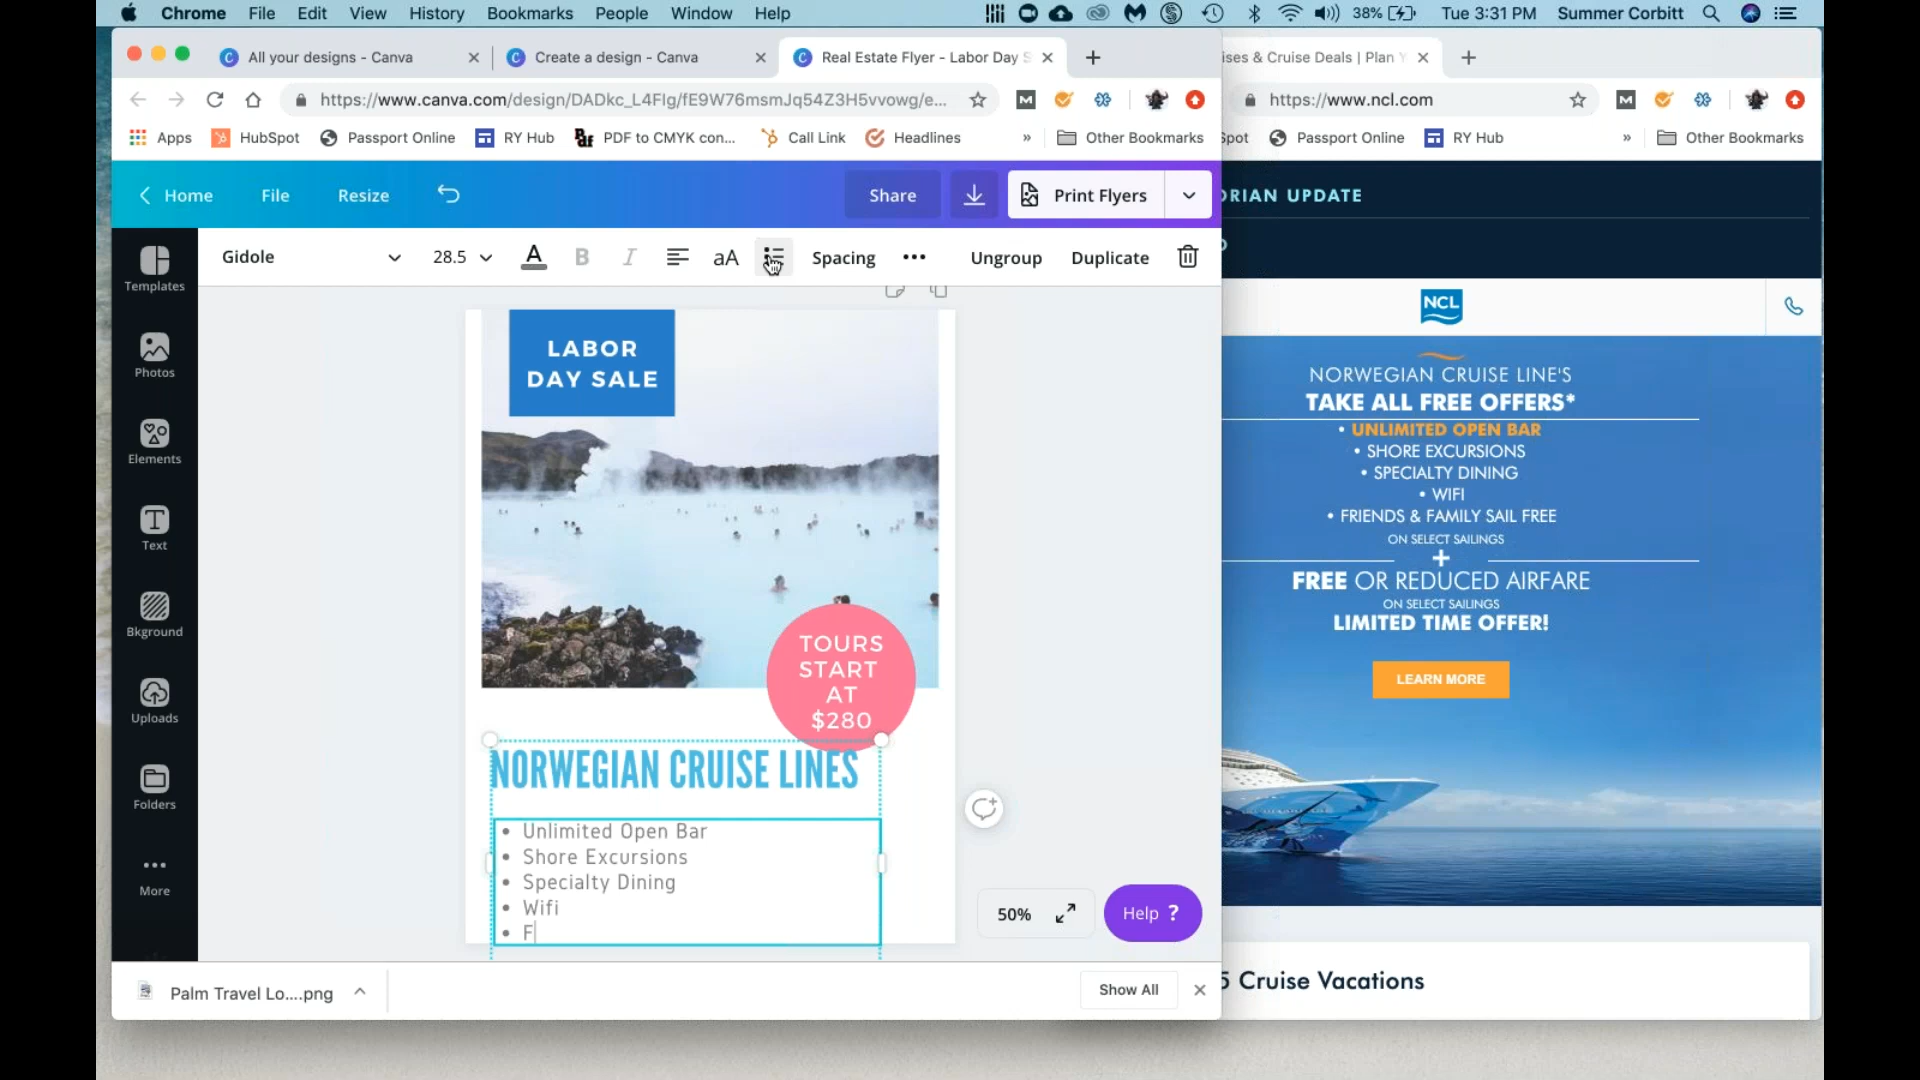 Chrome File Edit View History Bookmarks People Window Help 38% Tue 3:31 PM Summer Corbitt
All your designs - Canva
Create a design - Canva
Real Estate Flyer - Labor Day S
ises & Cruise Deals | Plan Y
https://www.canva.com/design/DADkc_L4FIg/fE9W76msmJq54Z3H5vvowg/e...
https://www.ncl.com
Apps HubSpot Passport Online RY Hub PDF to CMYK con... Call Link Headlines » Other Bookmarks
Spot Passport Online RY Hub » Other Bookmarks
Home File Resize Share Print Flyers
ORIAN UPDATE
Gidole 28.5 A B I aA Spacing ••• Ungroup Duplicate
Templates
Photos
Elements
Text
Bkground
Uploads
Folders
More
LABOR
DAY SALE
TOURS
START
AT
$280
NORWEGIAN CRUISE LINES
• Unlimited Open Bar
• Shore Excursions
• Specialty Dining
• Wifi
• F
50%
Help ?
NCL
NORWEGIAN CRUISE LINE'S
TAKE ALL FREE OFFERS*
• UNLIMITED OPEN BAR
• SHORE EXCURSIONS
• SPECIALTY DINING
• WIFI
• FRIENDS & FAMILY SAIL FREE
ON SELECT SAILINGS
+
FREE OR REDUCED AIRFARE
ON SELECT SAILINGS
LIMITED TIME OFFER!
LEARN MORE
5 Cruise Vacations
Palm Travel Lo....png
Show All